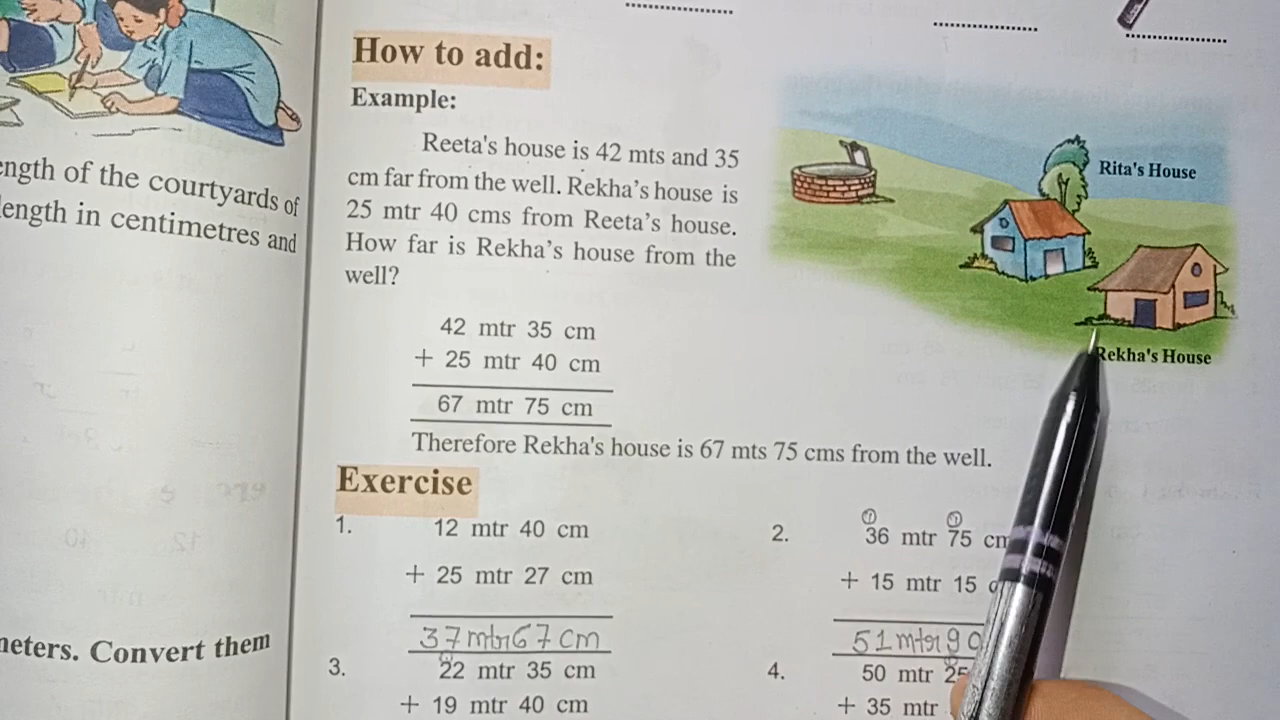 ength of the courtyards of
length in centimetres and
neters. Convert them
How to add:
Example:
Reeta's house is 42 mts and 35
cm far from the well. Rekha's house is
25 mtr 40 cms from Reeta's house.
How far is Rekha's house from the
well?
Rita's House
Rekha's House
42 mtr 35 cm
+ 25 mtr 40 cm
67 mtr 75 cm
Therefore Rekha's house is 67 mts 75 cms from the well.
Exercise
1. 12 mtr 40 cm
+ 25 mtr 27 cm
37 mtr 67 cm
2. 36 mtr 75 cm
+ 15 mtr 15 c
51 mtr 90
3. 22 mtr 35 cm
+ 19 mtr 40 cm
4. 50 mtr 25
+ 35 mtr